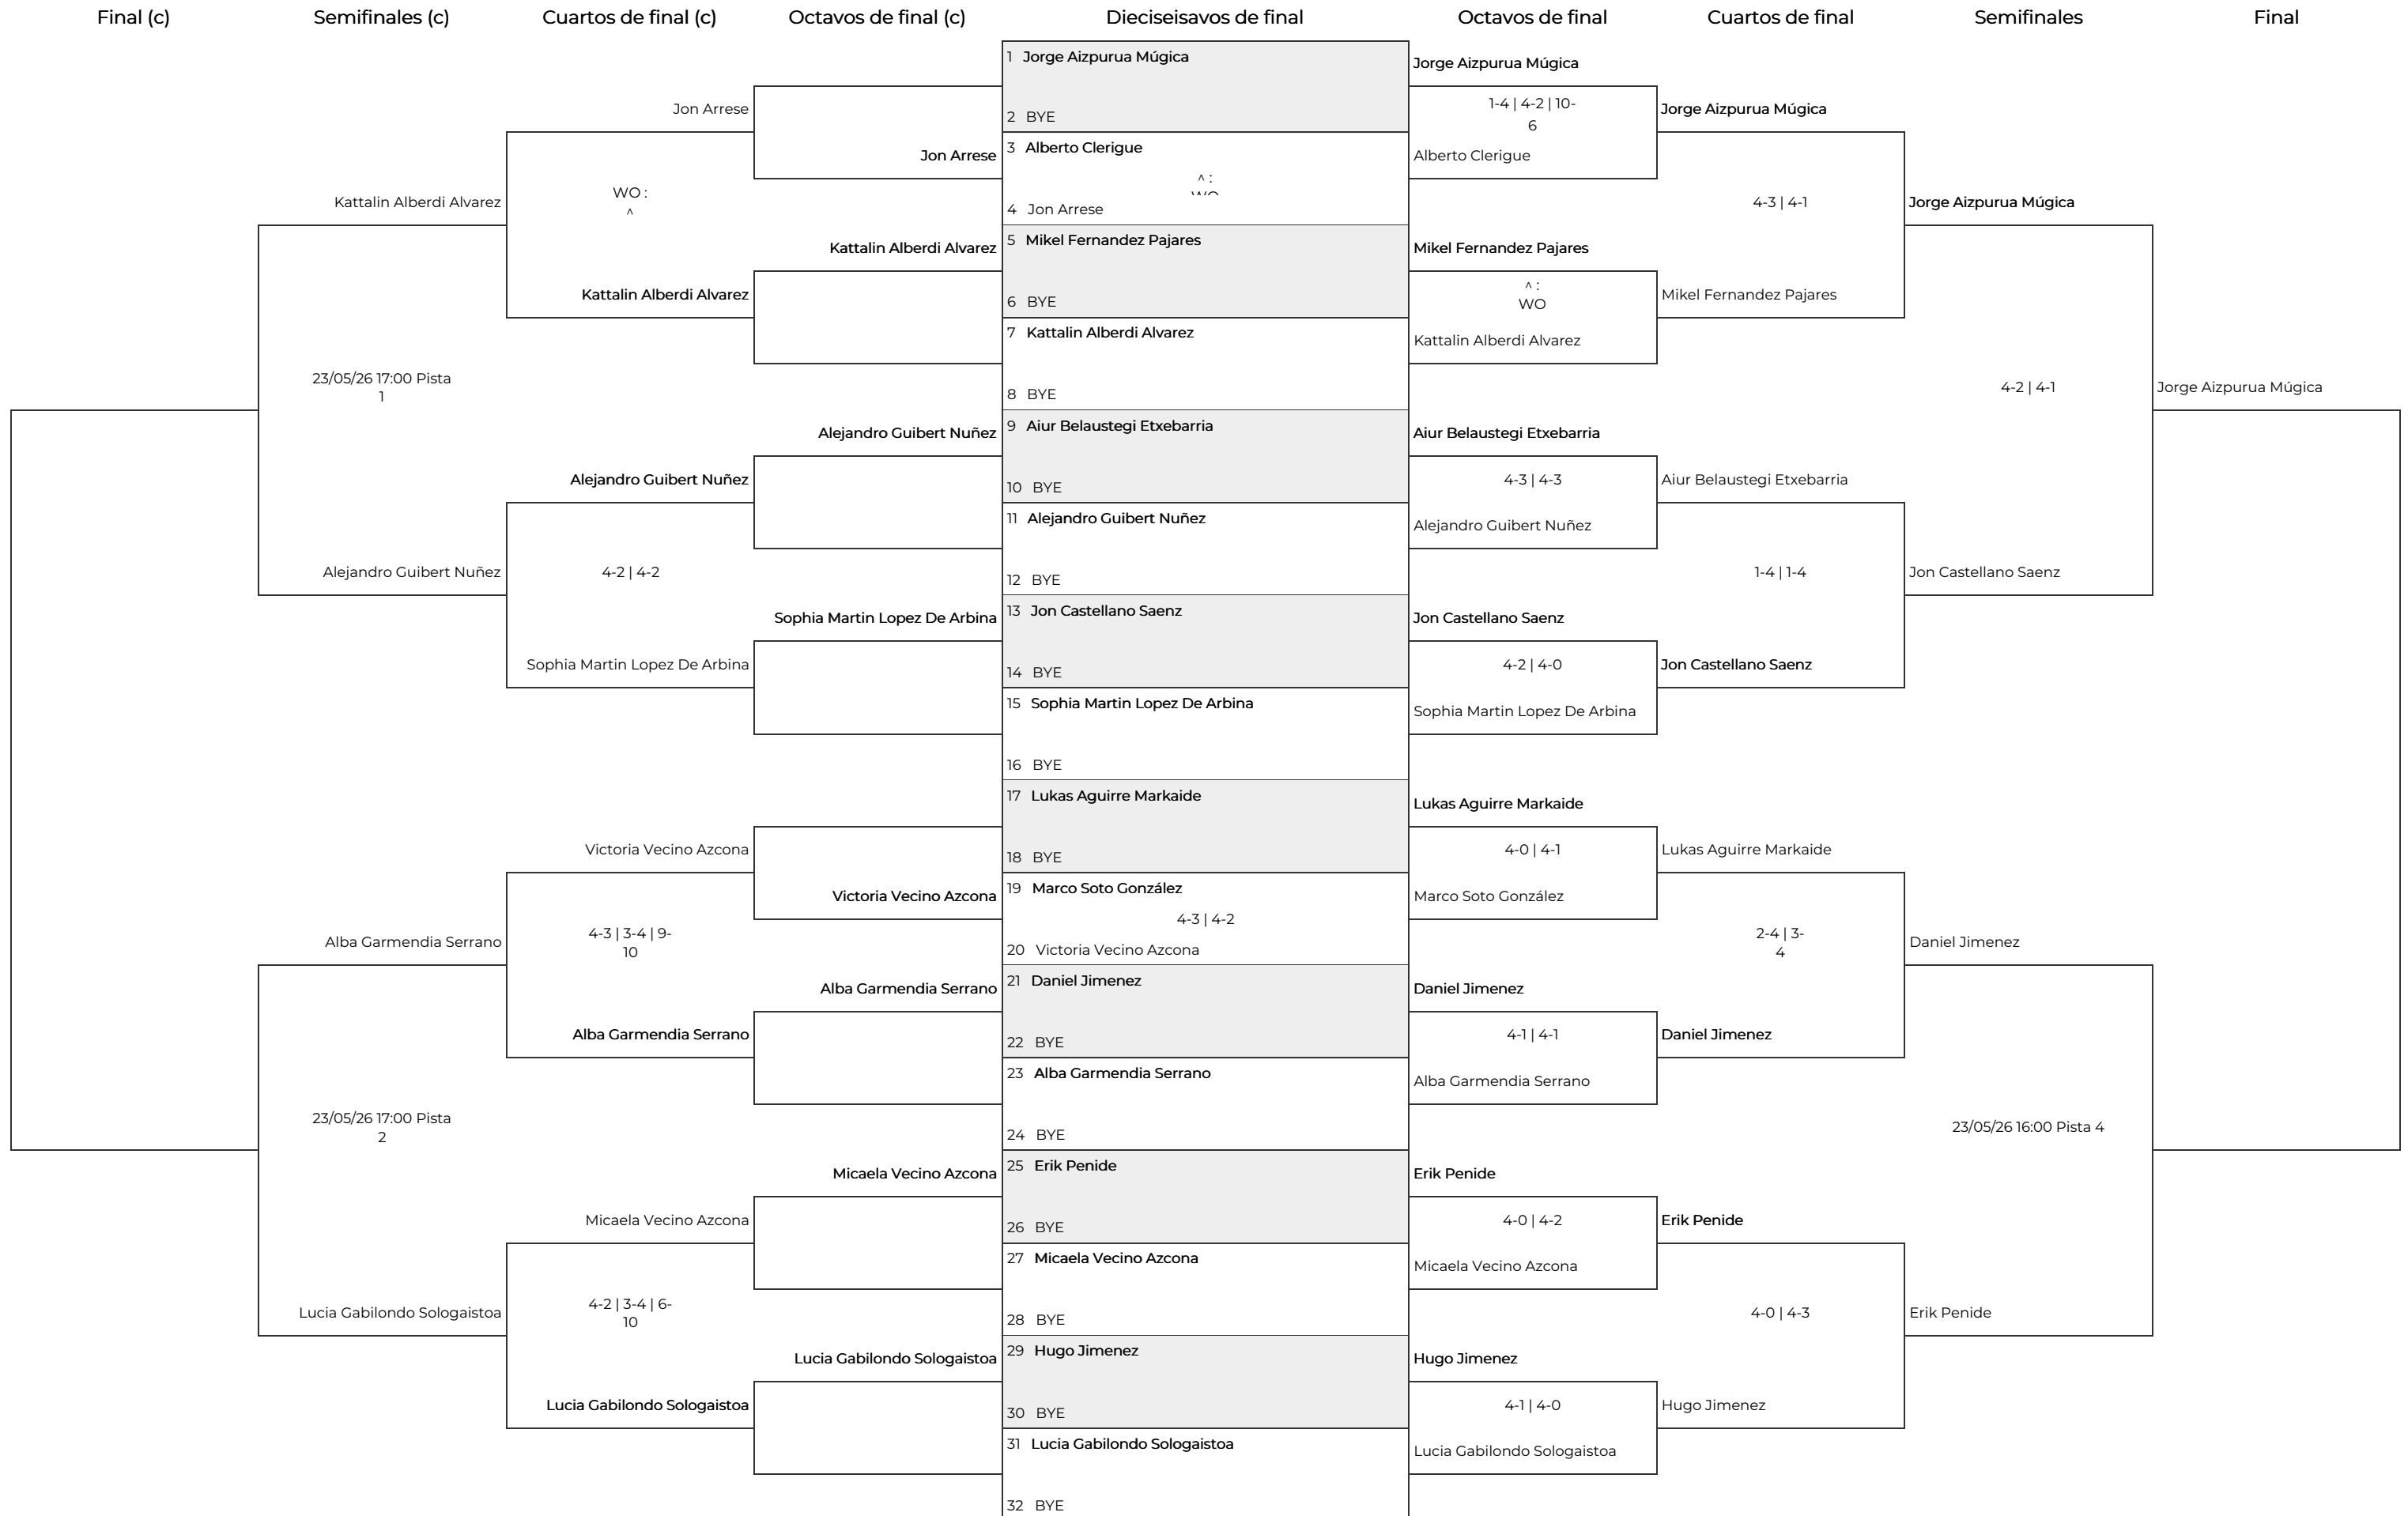 Final (c)
Semifinales (c)
Cuartos de final (c)
Octavos de final (c)
Dieciseisavos de final
Octavos de final
Cuartos de final
Semifinales
Final
Kattalin Alberdi Alvarez
23/05/26 17:00 Pista
1
Alejandro Guibert Nuñez
Alba Garmendia Serrano
23/05/26 17:00 Pista
2
Lucia Gabilondo Sologaistoa
Jon Arrese
WO :
^
Kattalin Alberdi Alvarez
Alejandro Guibert Nuñez
4-2 | 4-2
Sophia Martin Lopez De Arbina
Victoria Vecino Azcona
4-3 | 3-4 | 9-
10
Alba Garmendia Serrano
Micaela Vecino Azcona
4-2 | 3-4 | 6-
10
Lucia Gabilondo Sologaistoa
Jon Arrese
Kattalin Alberdi Alvarez
Alejandro Guibert Nuñez
Sophia Martin Lopez De Arbina
Victoria Vecino Azcona
Alba Garmendia Serrano
Micaela Vecino Azcona
Lucia Gabilondo Sologaistoa
1 Jorge Aizpurua Múgica
2 BYE
3 Alberto Clerigue
^ :
WO
4 Jon Arrese
5 Mikel Fernandez Pajares
6 BYE
7 Kattalin Alberdi Alvarez
8 BYE
9 Aiur Belaustegi Etxebarria
10 BYE
11 Alejandro Guibert Nuñez
12 BYE
13 Jon Castellano Saenz
14 BYE
15 Sophia Martin Lopez De Arbina
16 BYE
17 Lukas Aguirre Markaide
18 BYE
19 Marco Soto González
4-3 | 4-2
20 Victoria Vecino Azcona
21 Daniel Jimenez
22 BYE
23 Alba Garmendia Serrano
24 BYE
25 Erik Penide
26 BYE
27 Micaela Vecino Azcona
28 BYE
29 Hugo Jimenez
30 BYE
31 Lucia Gabilondo Sologaistoa
32 BYE
Jorge Aizpurua Múgica
1-4 | 4-2 | 10-
6
Alberto Clerigue
Mikel Fernandez Pajares
^ :
WO
Kattalin Alberdi Alvarez
Aiur Belaustegi Etxebarria
4-3 | 4-3
Alejandro Guibert Nuñez
Jon Castellano Saenz
4-2 | 4-0
Sophia Martin Lopez De Arbina
Lukas Aguirre Markaide
4-0 | 4-1
Marco Soto González
Daniel Jimenez
4-1 | 4-1
Alba Garmendia Serrano
Erik Penide
4-0 | 4-2
Micaela Vecino Azcona
Hugo Jimenez
4-1 | 4-0
Lucia Gabilondo Sologaistoa
Jorge Aizpurua Múgica
4-3 | 4-1
Mikel Fernandez Pajares
Aiur Belaustegi Etxebarria
1-4 | 1-4
Jon Castellano Saenz
Lukas Aguirre Markaide
2-4 | 3-
4
Daniel Jimenez
Erik Penide
4-0 | 4-3
Hugo Jimenez
Jorge Aizpurua Múgica
4-2 | 4-1
Jon Castellano Saenz
Daniel Jimenez
23/05/26 16:00 Pista 4
Erik Penide
Jorge Aizpurua Múgica